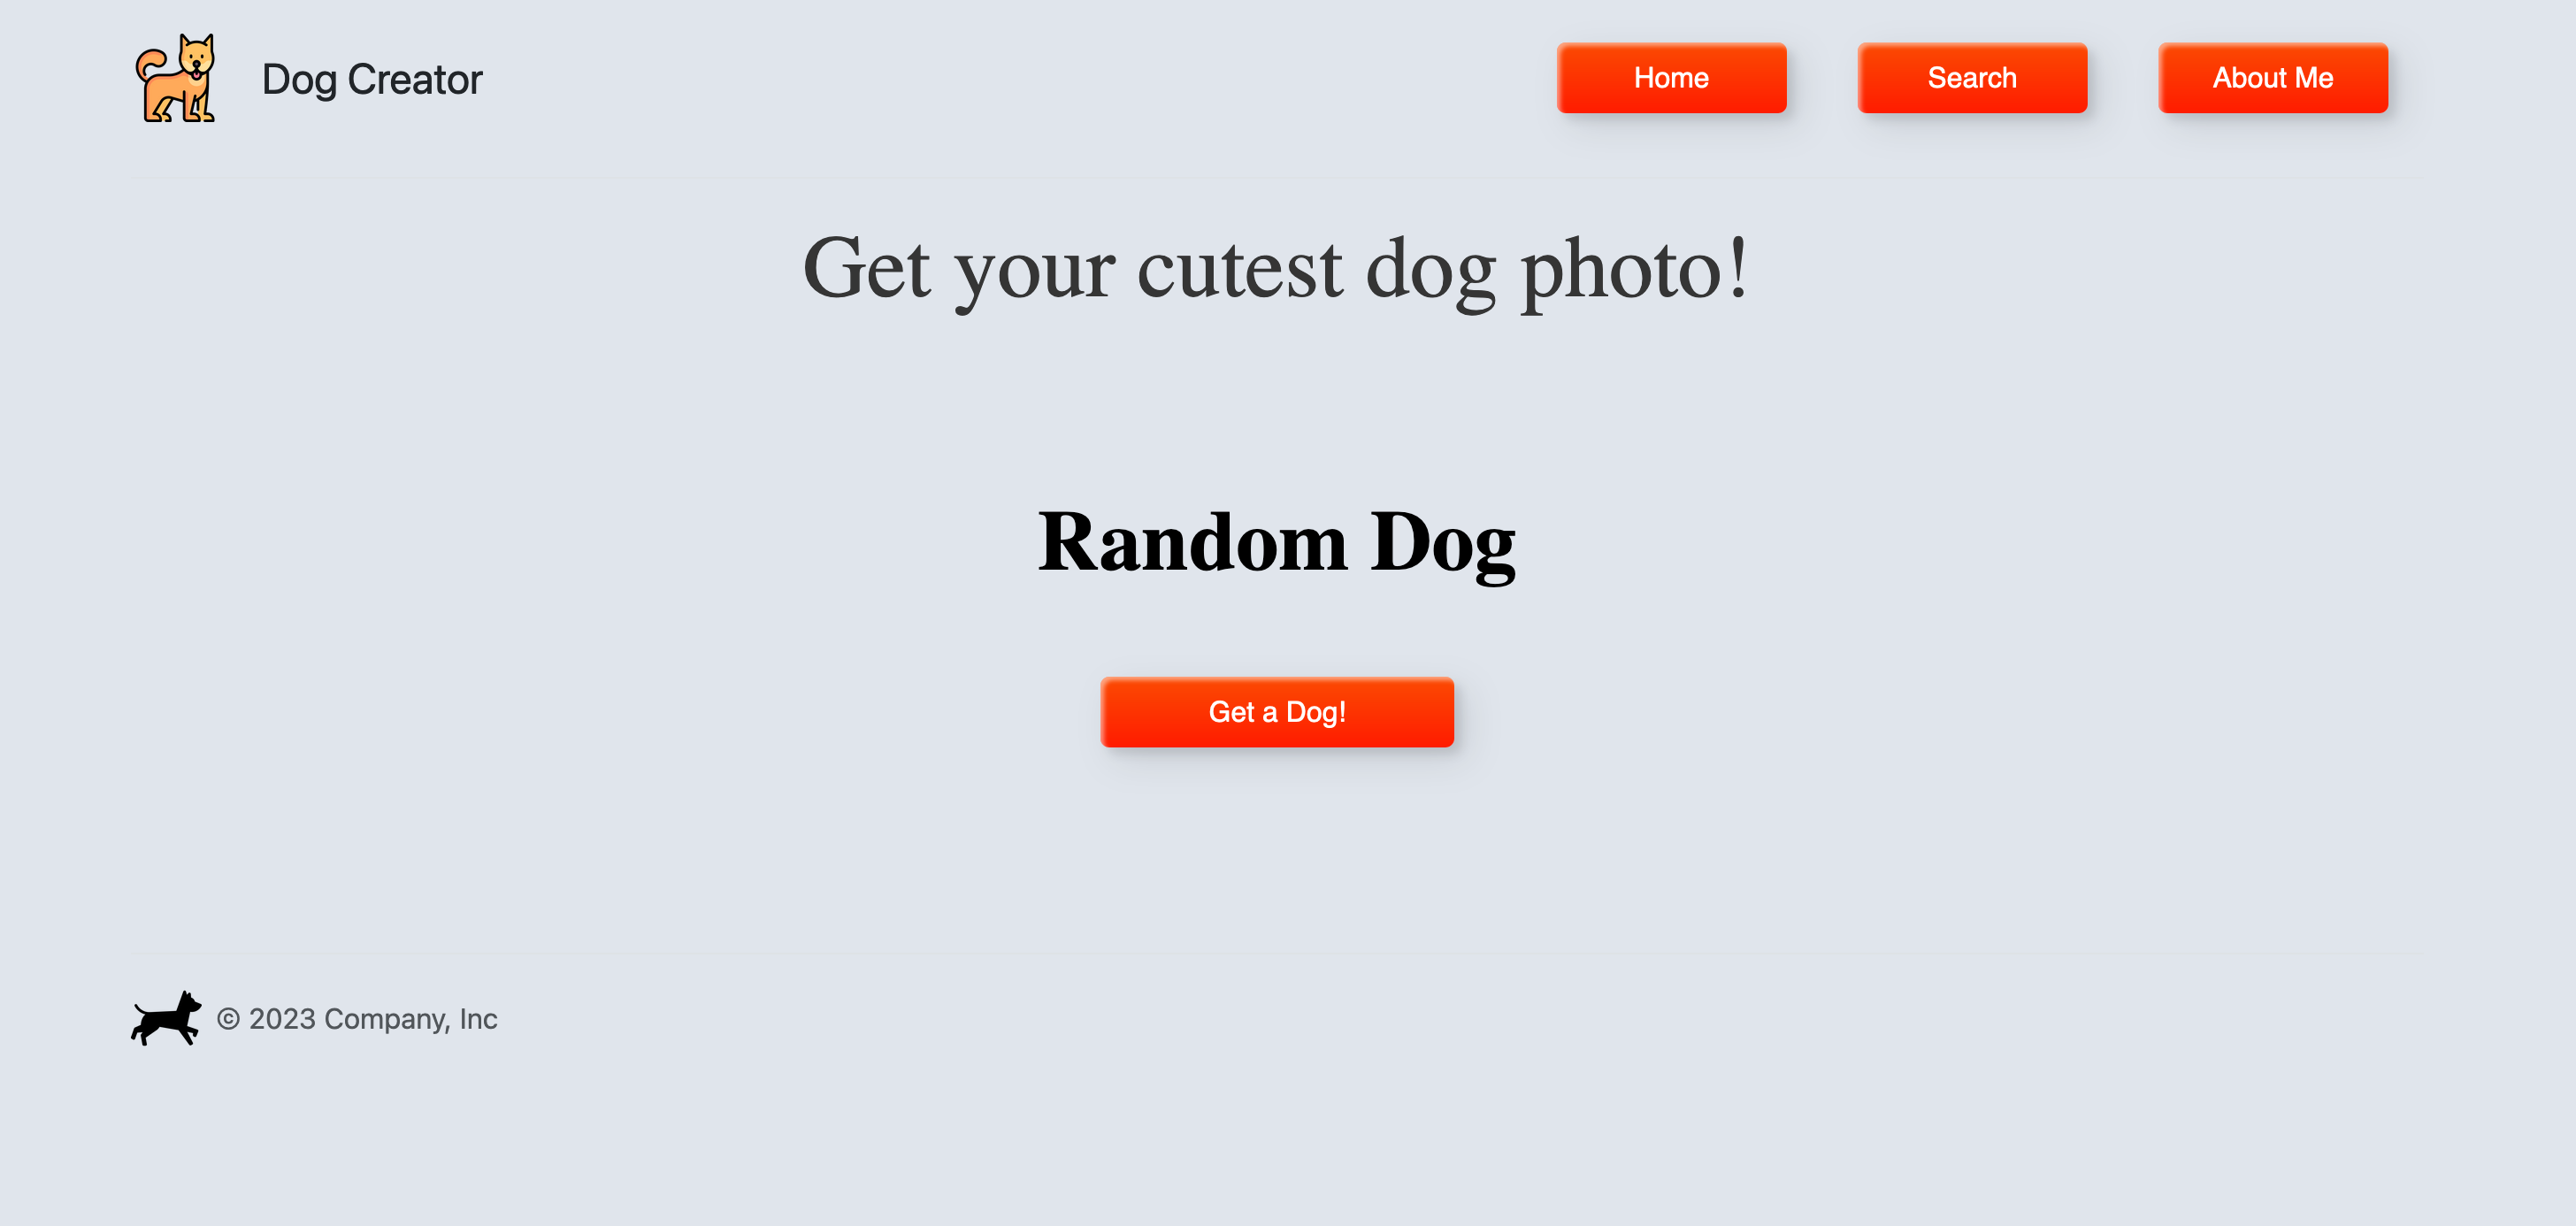 Dog Creator
Home
Search
About Me
Get your cutest dog photo!
Random Dog
Get a Dog!
© 2023 Company, Inc